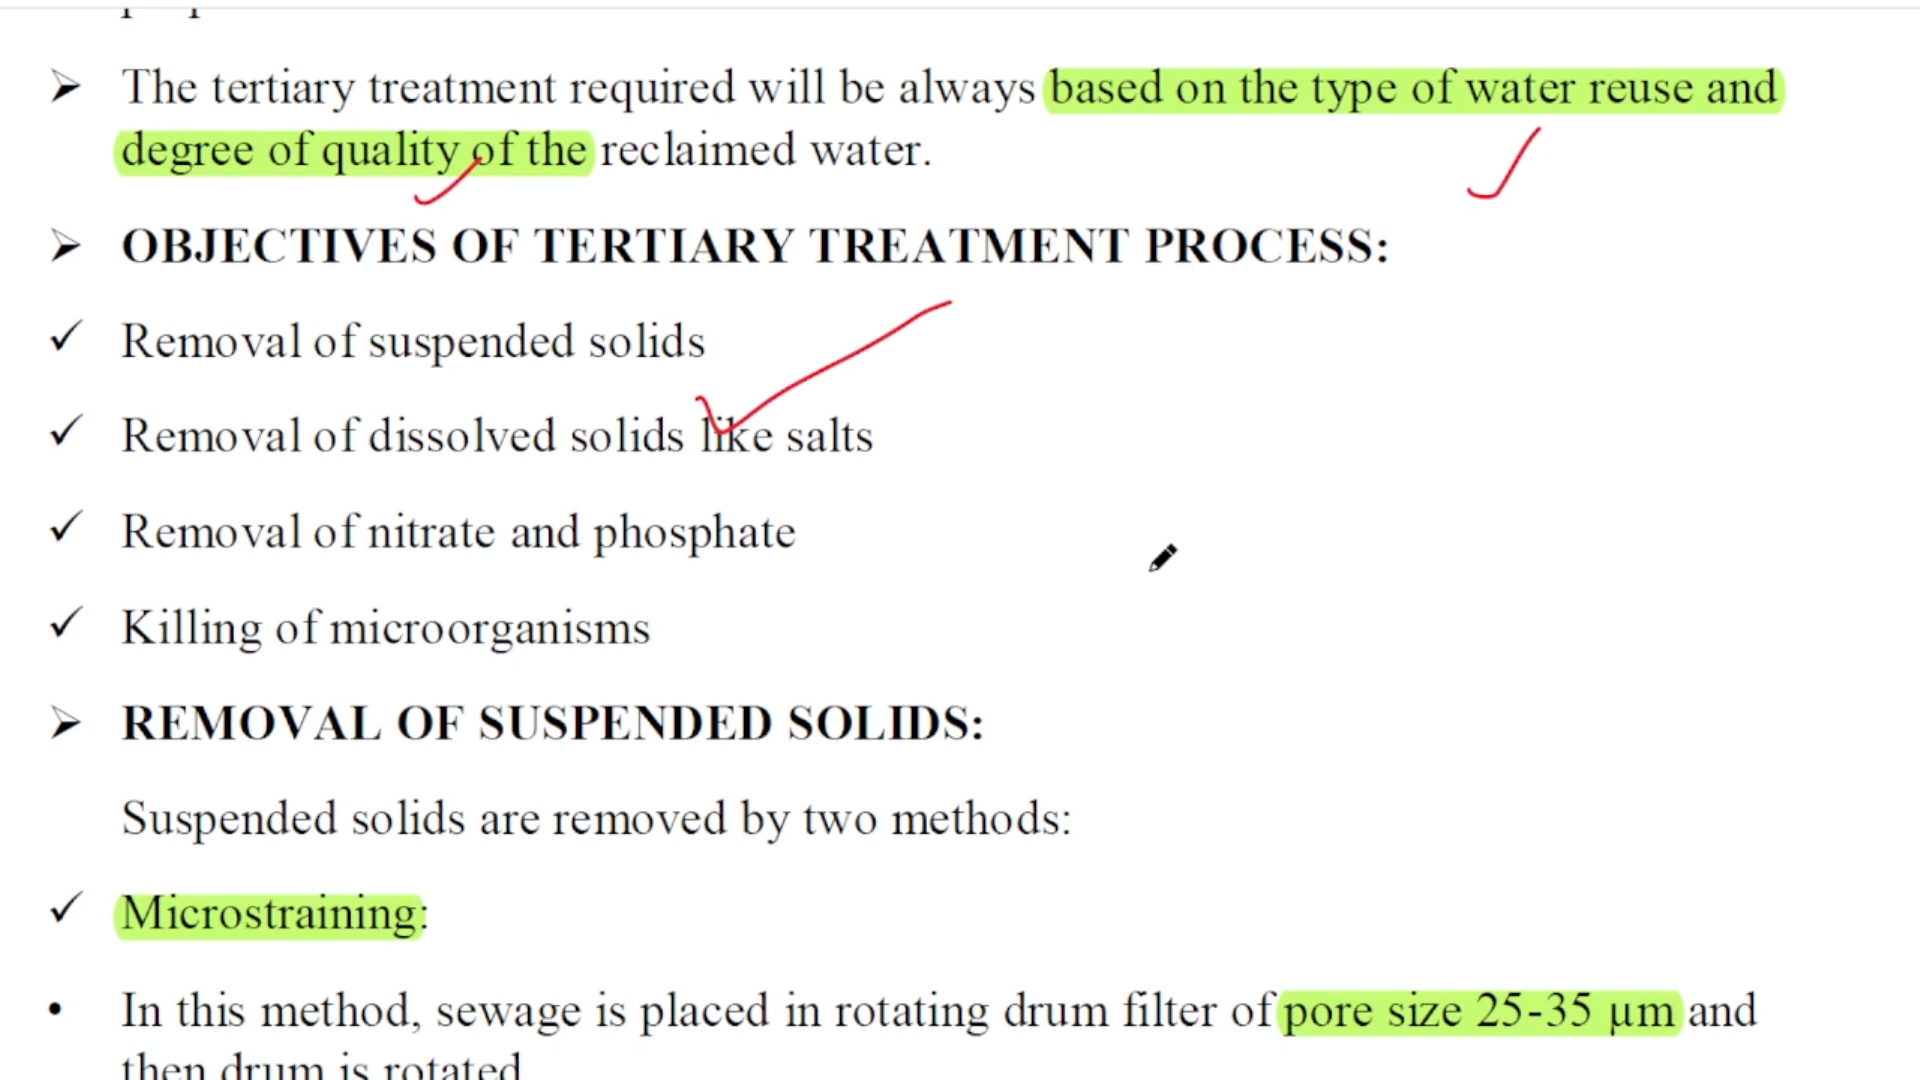 ➢ The tertiary treatment required will be always based on the type of water reuse and
degree of quality of the reclaimed water.
➢ OBJECTIVES OF TERTIARY TREATMENT PROCESS:
✓ Removal of suspended solids
✓ Removal of dissolved solids like salts
✓ Removal of nitrate and phosphate
✓ Killing of microorganisms
➢ REMOVAL OF SUSPENDED SOLIDS:
Suspended solids are removed by two methods:
✓ Microstraining:
• In this method, sewage is placed in rotating drum filter of pore size 25-35 µm and
then drum is rotated